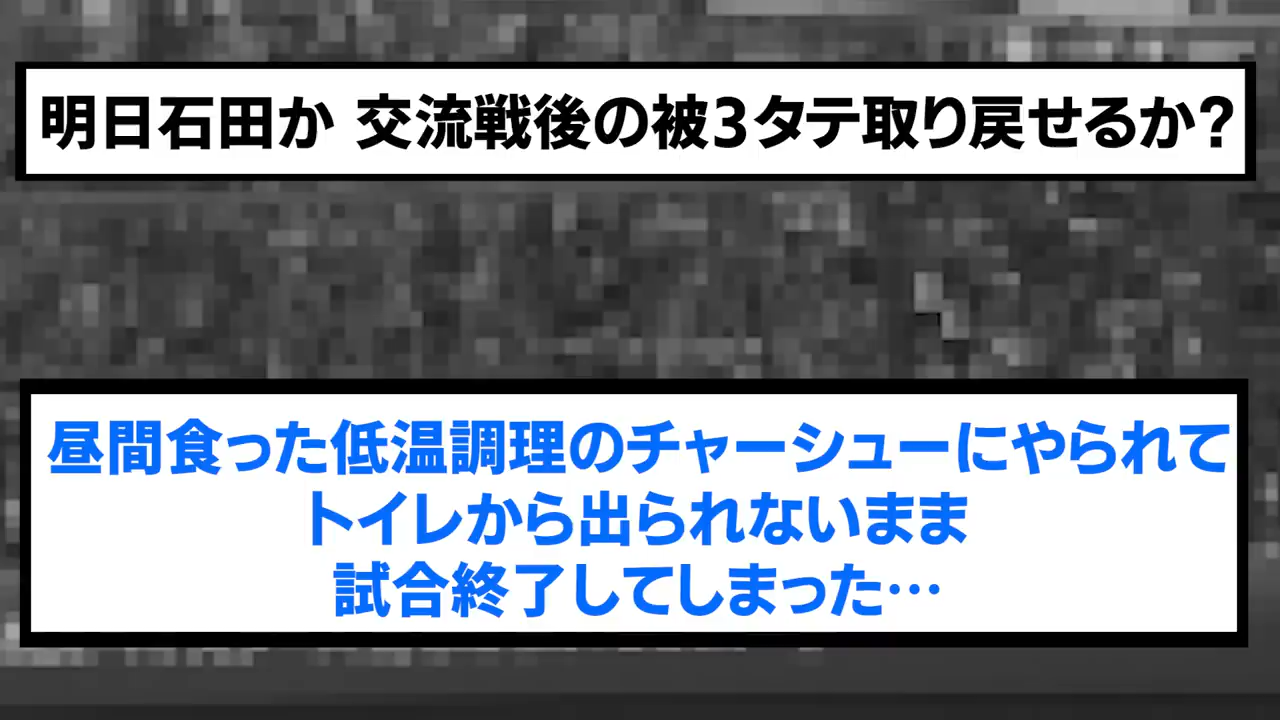 明日石田か 交流戦後の被3タテ取り戻せるか?
昼間食った低温調理のチャーシューにやられて
トイレから出られないまま
試合終了してしまった…